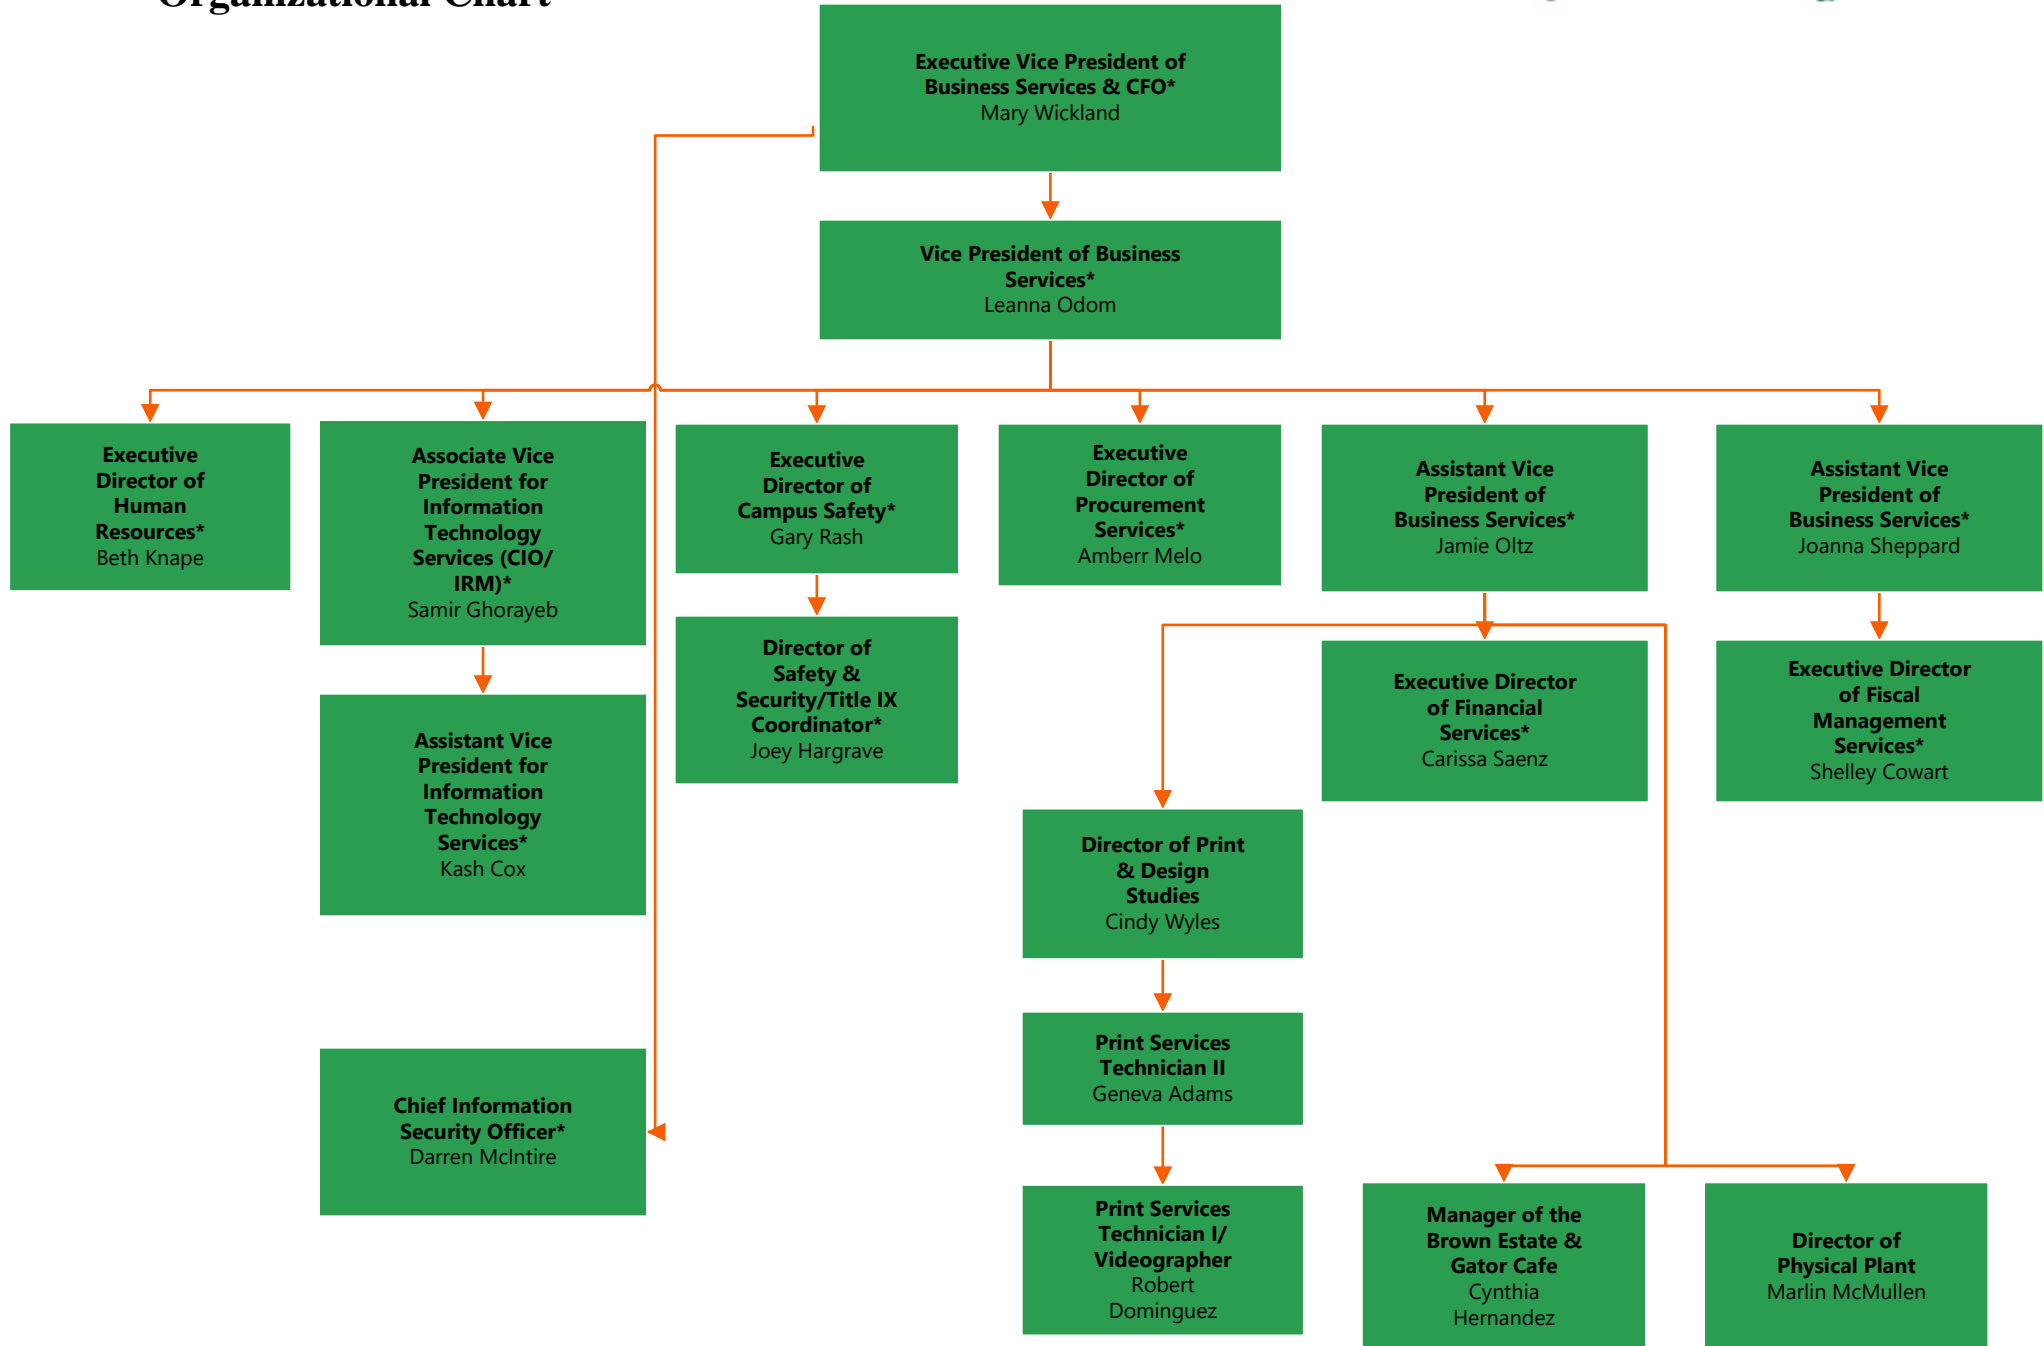 Organizational Chart
Executive Vice President of
Business Services & CFO*
Mary Wickland
Vice President of Business
Services*
Leanna Odom
Executive
Director of
Human
Resources*
Beth Knape
Associate Vice
President for
Information
Technology
Services (CIO/
IRM)*
Samir Ghorayeb
Executive
Director of
Campus Safety*
Gary Rash
Executive
Director of
Procurement
Services*
Amberr Melo
Assistant Vice
President of
Business Services*
Jamie Oltz
Assistant Vice
President of
Business Services*
Joanna Sheppard
Assistant Vice
President for
Information
Technology
Services*
Kash Cox
Director of
Safety &
Security/Title IX
Coordinator*
Joey Hargrave
Executive Director
of Financial
Services*
Carissa Saenz
Executive Director
of Fiscal
Management
Services*
Shelley Cowart
Director of Print
& Design
Studies
Cindy Wyles
Print Services
Technician II
Geneva Adams
Chief Information
Security Officer*
Darren McIntire
Print Services
Technician I/
Videographer
Robert
Dominguez
Manager of the
Brown Estate &
Gator Cafe
Cynthia
Hernandez
Director of
Physical Plant
Marlin McMullen